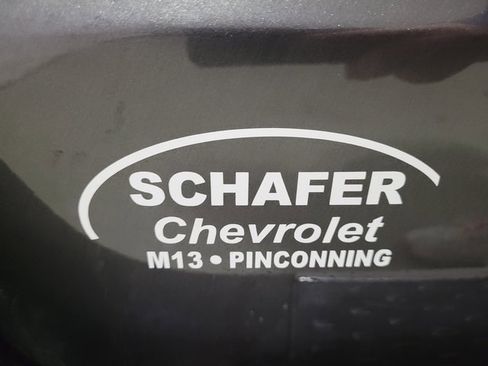 SCHAFER
Chevrolet
M13 • PINCONNING